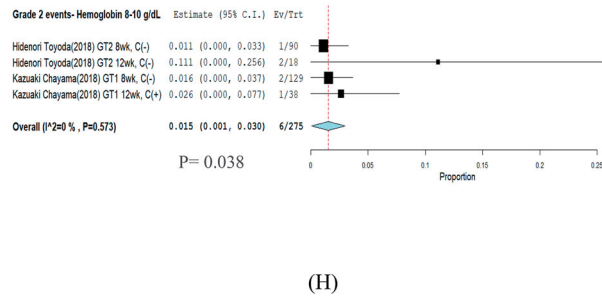 Grade 2 events- Hemoglobin 8-10 g/dL Estimate (95% C.I.) Ev/Trt
Hidenori Toyoda(2018) GT2 8wk, C(-) 0.011 (0.000, 0.033) 1/90
Hidenori Toyoda(2018) GT2 12wk, C(-) 0.111 (0.000, 0.256) 2/18
Kazuaki Chayama(2018) GT1 8wk, C(-) 0.016 (0.000, 0.037) 2/129
Kazuaki Chayama(2018) GT1 12wk, C(+) 0.026 (0.000, 0.077) 1/38
Overall (I^2=0 % , P=0.573) 0.015 (0.001, 0.030) 6/275
P= 0.038
0 0.05 0.1 0.15 0.2 0.25
Proportion
(H)